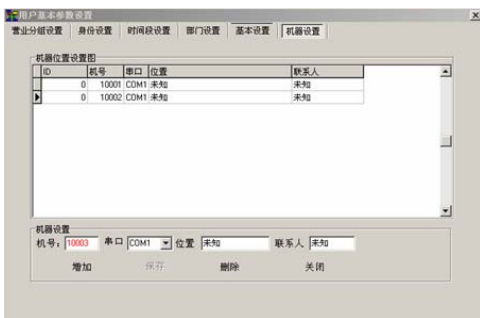 用户基本参数设置
营业分组设置 身份设置 时间段设置 部门设置 基本设置 机器设置
机器位置设置图
ID 机号 串口 位置 联系人
0 10001 COM1 未知 未知
0 10002 COM1 未知 未知
机器设置
机号: 10003 串口 COM1 位置 未知 联系人 未知
增加 保存 删除 关闭